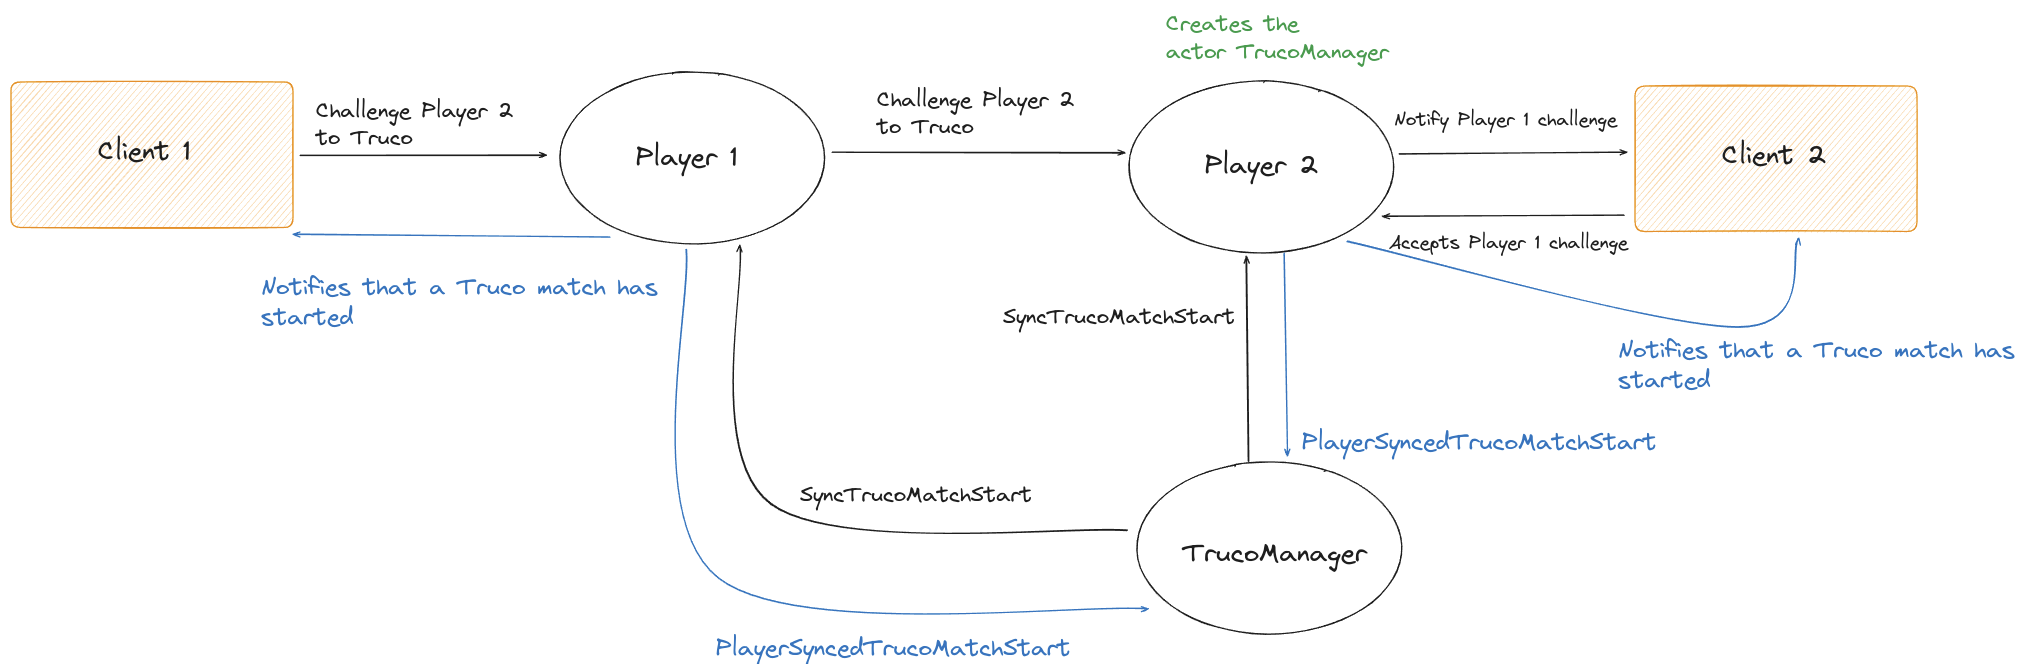 Creates the
actor TrucoManager
Client 1
Challenge Player 2
to Truco
Player 1
Challenge Player 2
to Truco
Player 2
Notify Player 1 challenge
Client 2
Accepts Player 1 challenge
Notifies that a Truco match has
started
SyncTrucoMatchStart
Notifies that a Truco match has
started
PlayerSyncedTrucoMatchStart
SyncTrucoMatchStart
TrucoManager
PlayerSyncedTrucoMatchStart